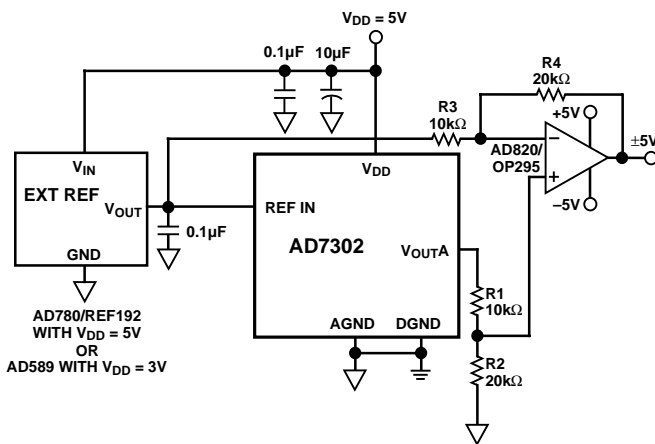 V_DD = 5V
0.1µF 10µF
R4
20kΩ
R3
10kΩ
+5V
AD820/
OP295
−
+
±5V
–5V
V_IN
EXT REF
V_OUT
GND
0.1µF
V_DD
REF IN
AD7302
V_OUTA
AGND DGND
R1
10kΩ
R2
20kΩ
AD780/REF192
WITH V_DD = 5V
OR
AD589 WITH V_DD = 3V